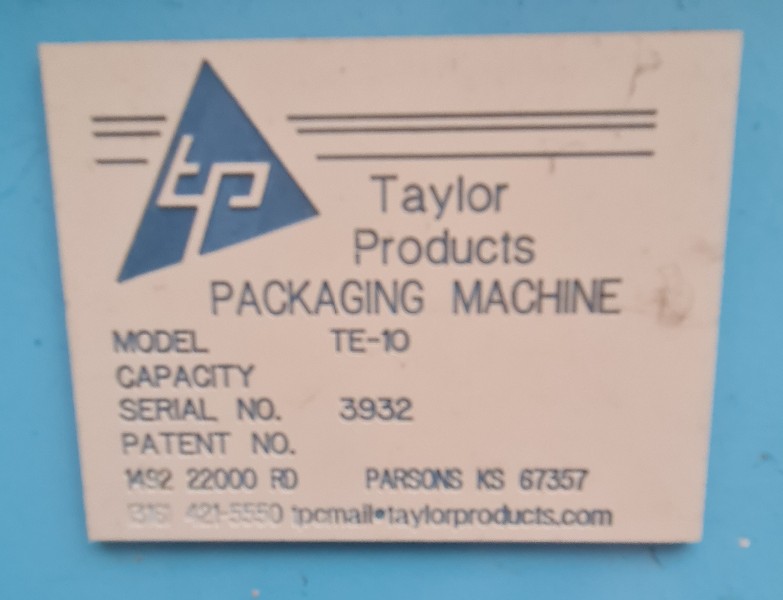 tp
Taylor
Products
PACKAGING MACHINE
MODEL TE-10
CAPACITY
SERIAL NO. 3932
PATENT NO.
1492 22000 RD PARSONS KS 67357
(316) 421-5550 tpcmail•taylorproducts.com